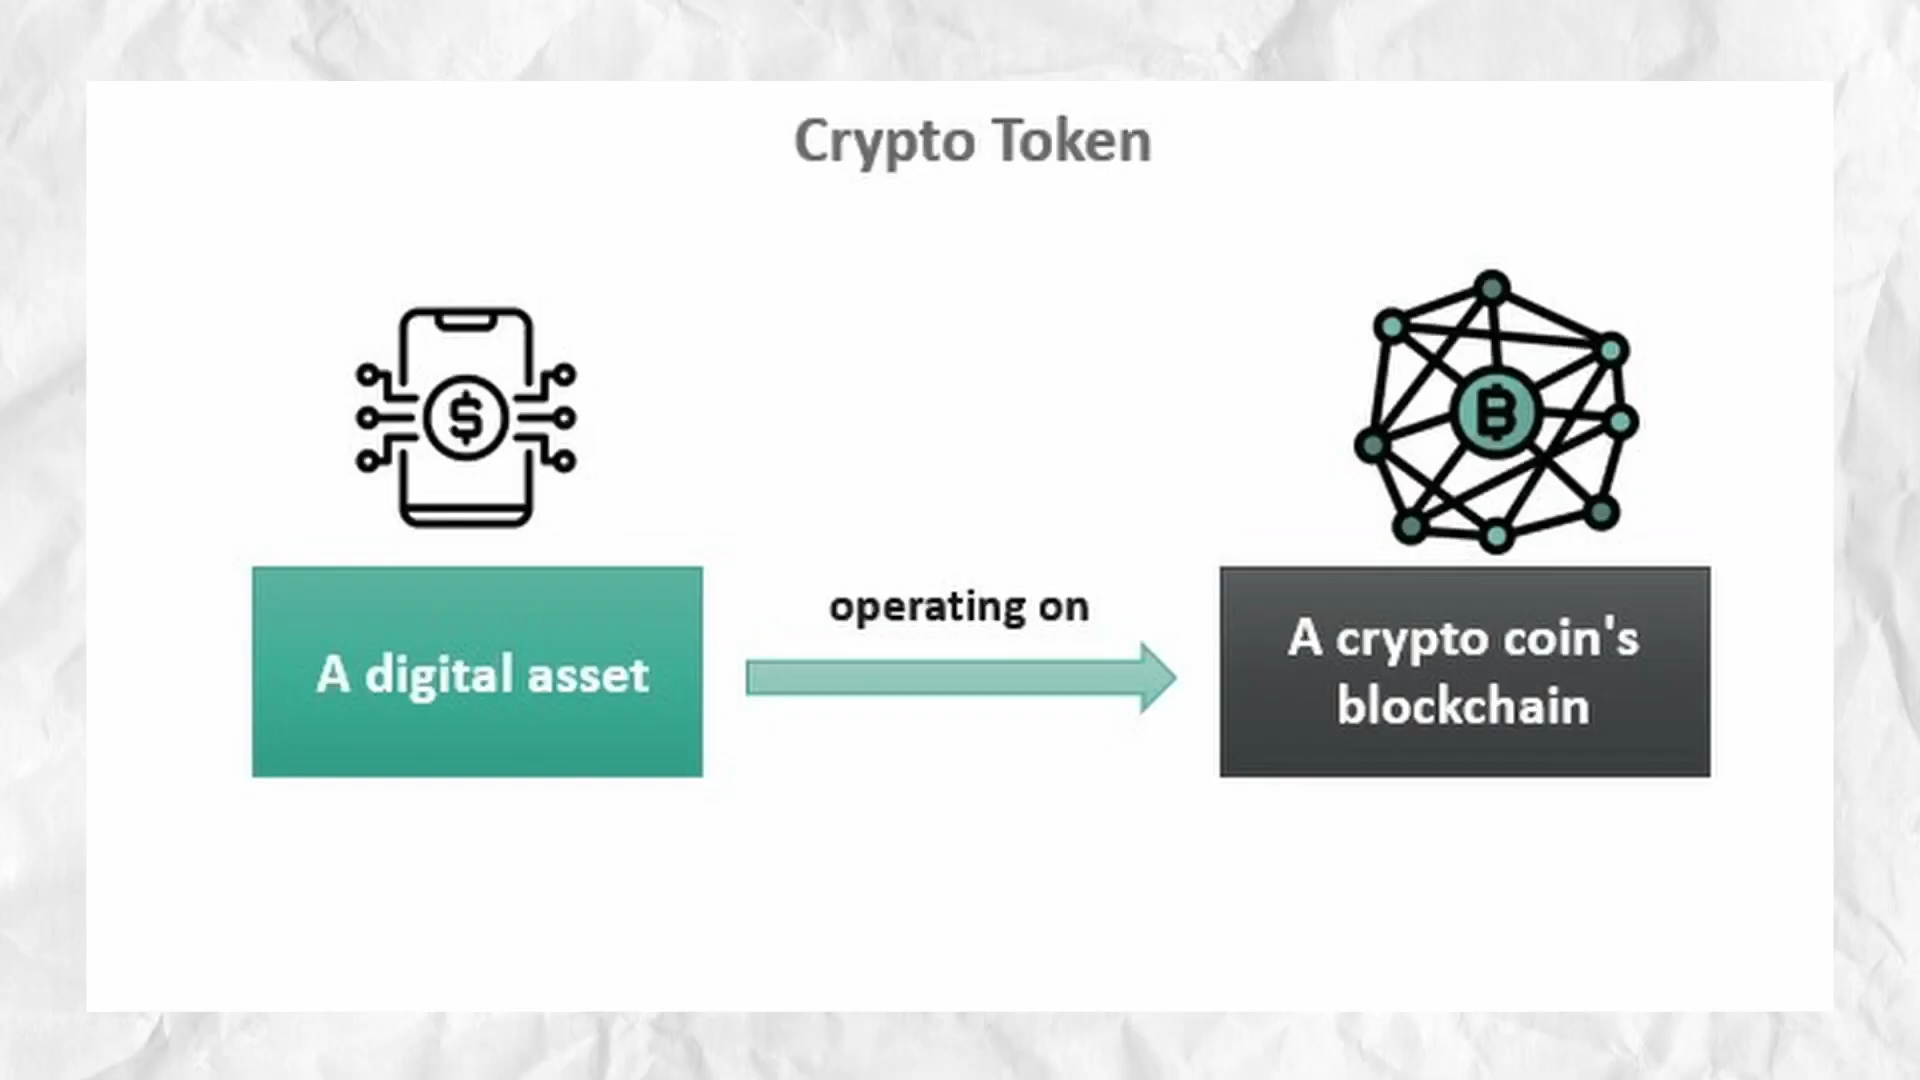 Crypto Token
$
B
operating on
A digital asset
A crypto coin's
blockchain